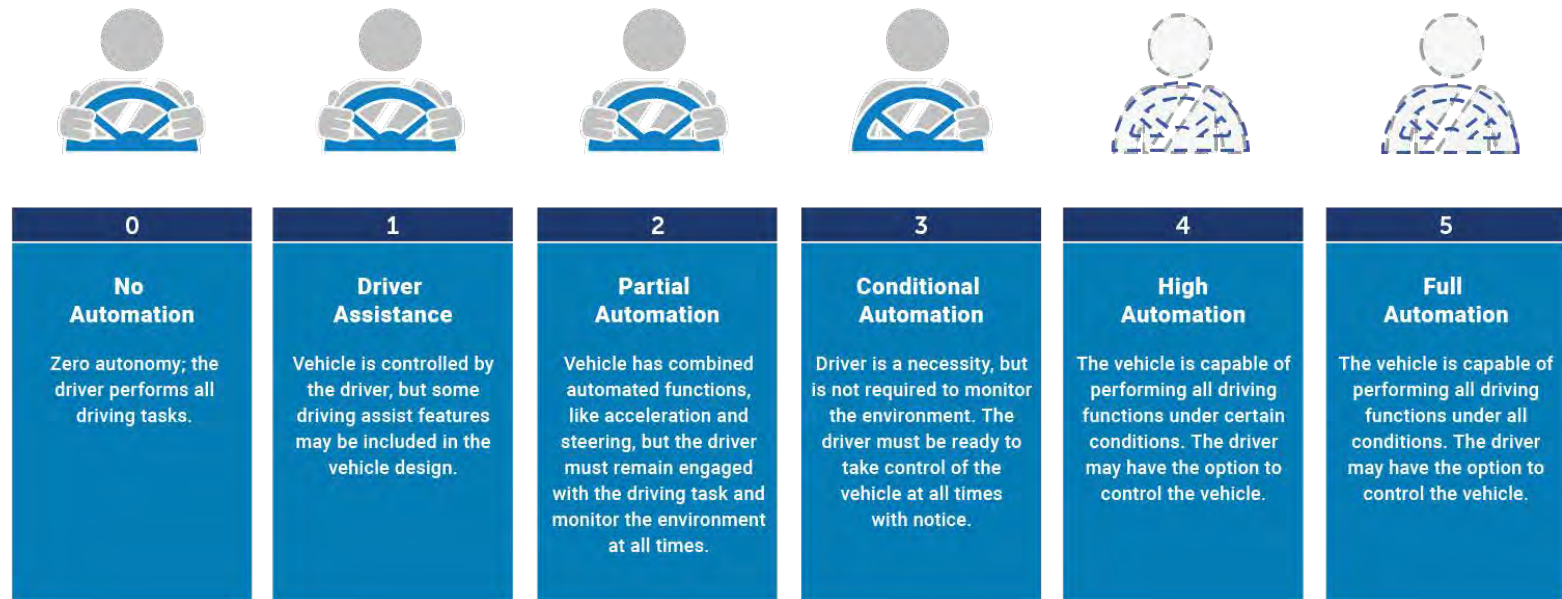 0
No
Automation
Zero autonomy; the
driver performs all
driving tasks.
1
Driver
Assistance
Vehicle is controlled by
the driver, but some
driving assist features
may be included in the
vehicle design.
2
Partial
Automation
Vehicle has combined
automated functions,
like acceleration and
steering, but the driver
must remain engaged
with the driving task and
monitor the environment
at all times.
3
Conditional
Automation
Driver is a necessity, but
is not required to monitor
the environment. The
driver must be ready to
take control of the
vehicle at all times
with notice.
4
High
Automation
The vehicle is capable of
performing all driving
functions under certain
conditions. The driver
may have the option to
control the vehicle.
5
Full
Automation
The vehicle is capable of
performing all driving
functions under all
conditions. The driver
may have the option to
control the vehicle.